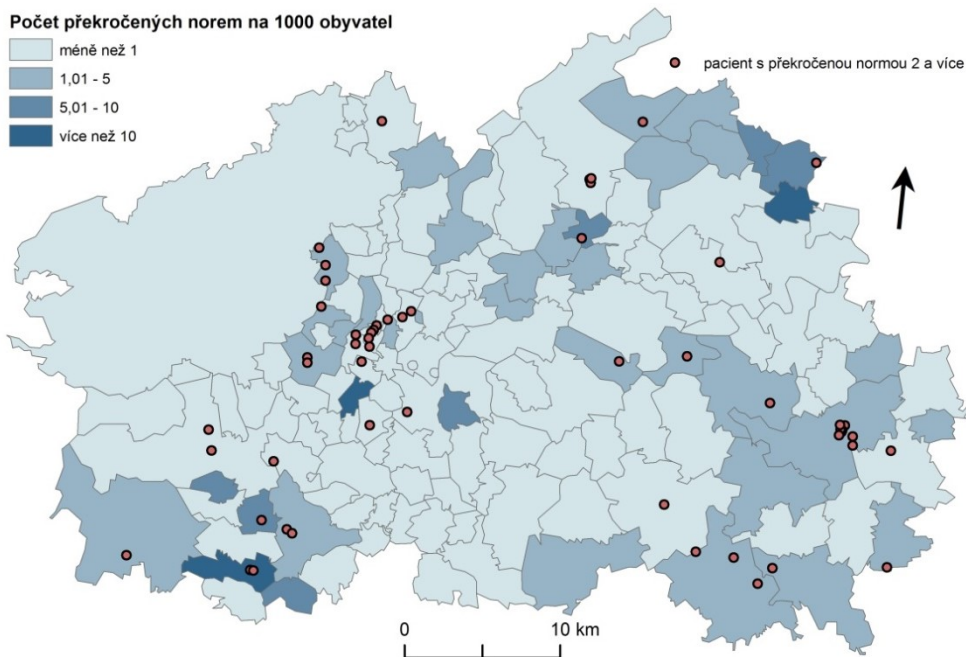 Počet překročených norem na 1000 obyvatel
méně než 1
1,01 - 5
5,01 - 10
více než 10
pacient s překročenou normou 2 a více
0 10 km